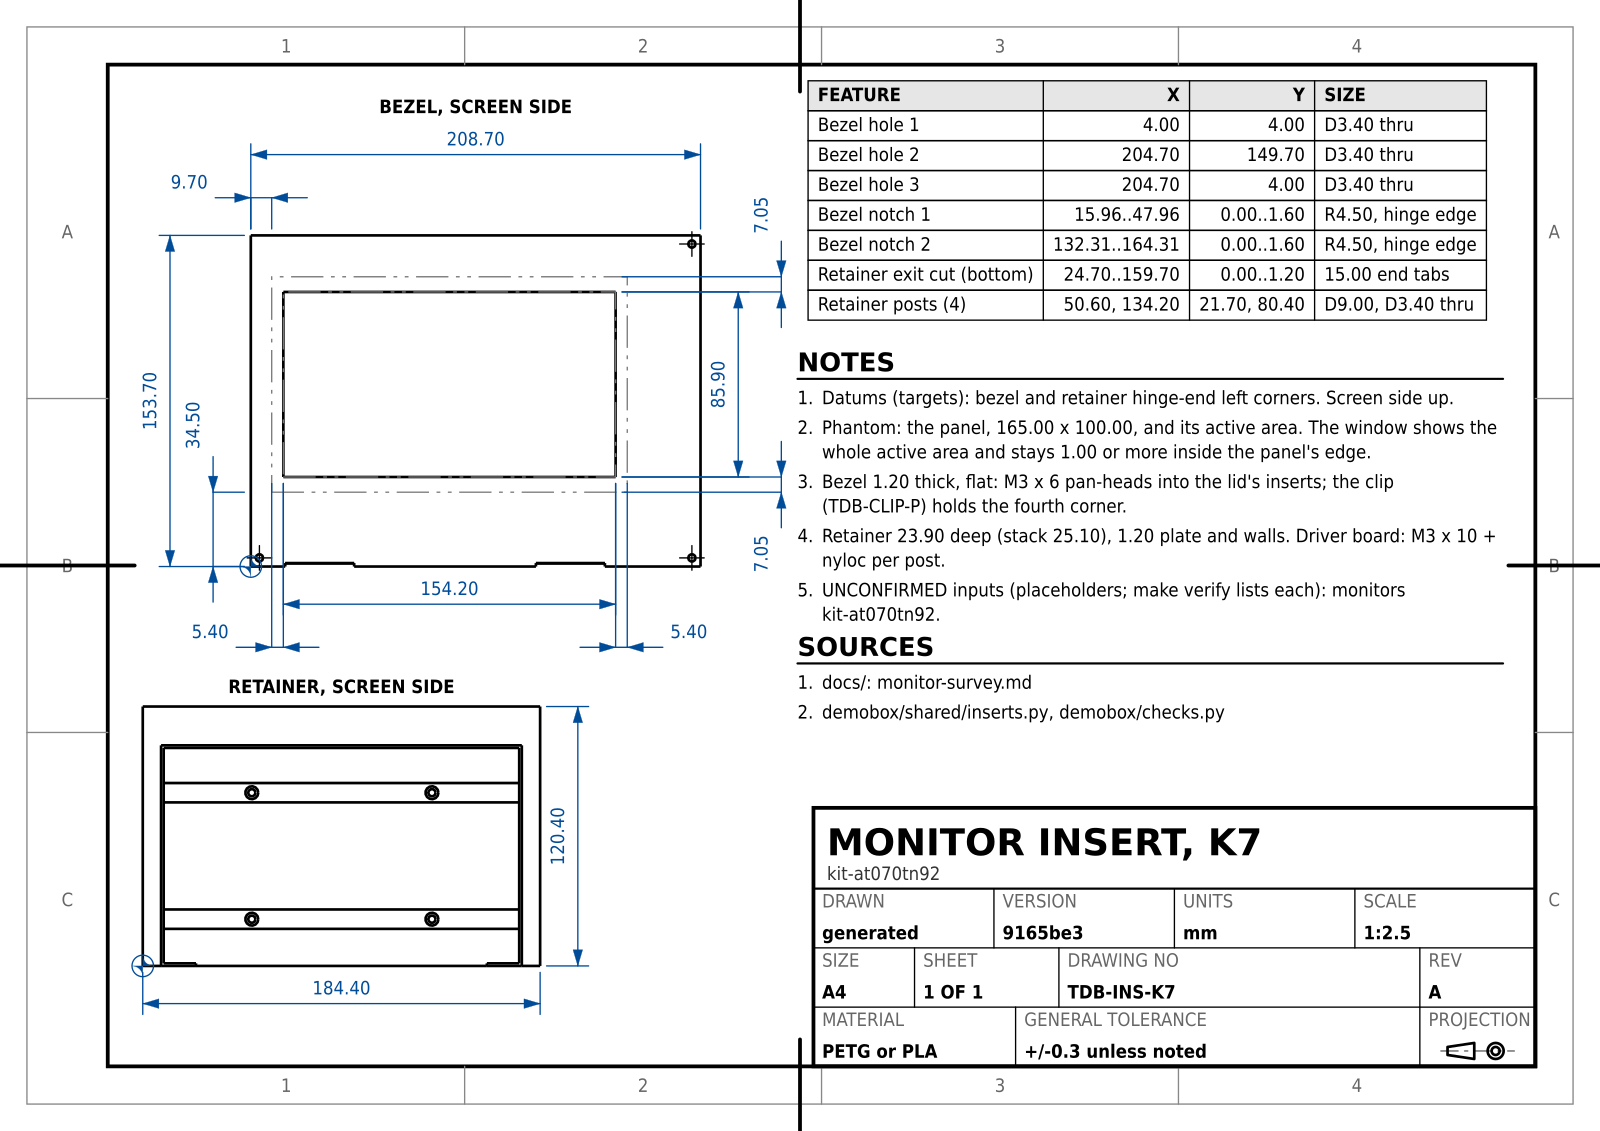 1 2 3 4
A A
B B
C C
1 2 3 4
BEZEL, SCREEN SIDE
208.70
9.70
7.05
153.70
34.50
85.90
7.05
154.20
5.40 5.40
RETAINER, SCREEN SIDE
120.40
184.40
FEATURE X Y SIZE
Bezel hole 1 4.00 4.00 D3.40 thru
Bezel hole 2 204.70 149.70 D3.40 thru
Bezel hole 3 204.70 4.00 D3.40 thru
Bezel notch 1 15.96..47.96 0.00..1.60 R4.50, hinge edge
Bezel notch 2 132.31..164.31 0.00..1.60 R4.50, hinge edge
Retainer exit cut (bottom) 24.70..159.70 0.00..1.20 15.00 end tabs
Retainer posts (4) 50.60, 134.20 21.70, 80.40 D9.00, D3.40 thru
NOTES
1. Datums (targets): bezel and retainer hinge-end left corners. Screen side up.
2. Phantom: the panel, 165.00 x 100.00, and its active area. The window shows the
whole active area and stays 1.00 or more inside the panel's edge.
3. Bezel 1.20 thick, flat: M3 x 6 pan-heads into the lid's inserts; the clip
(TDB-CLIP-P) holds the fourth corner.
4. Retainer 23.90 deep (stack 25.10), 1.20 plate and walls. Driver board: M3 x 10 +
nyloc per post.
5. UNCONFIRMED inputs (placeholders; make verify lists each): monitors
kit-at070tn92.
SOURCES
1. docs/: monitor-survey.md
2. demobox/shared/inserts.py, demobox/checks.py
MONITOR INSERT, K7
kit-at070tn92
DRAWN VERSION UNITS SCALE
generated 9165be3 mm 1:2.5
SIZE SHEET DRAWING NO REV
A4 1 OF 1 TDB-INS-K7 A
MATERIAL GENERAL TOLERANCE PROJECTION
PETG or PLA +/-0.3 unless noted